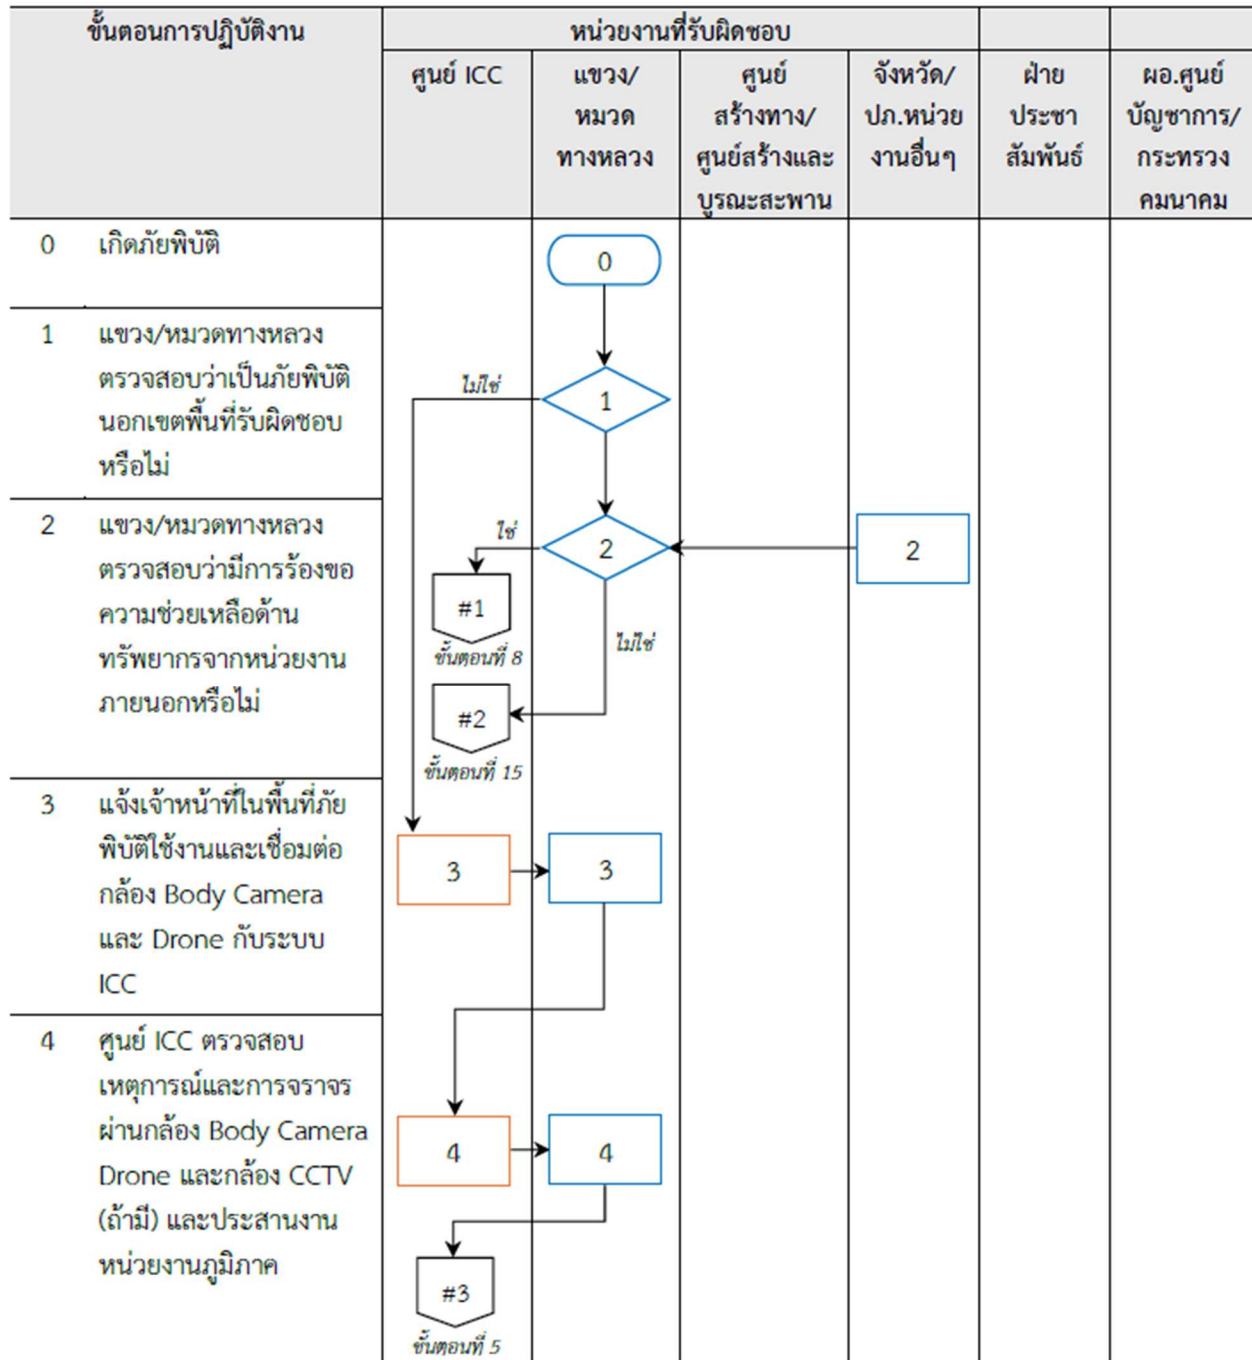 ขั้นตอนการปฏิบัติงาน
หน่วยงานที่รับผิดชอบ
ศูนย์ ICC
แขวง/
หมวด
ทางหลวง
ศูนย์
สร้างทาง/
ศูนย์สร้างและ
บูรณะสะพาน
จังหวัด/
ปภ.หน่วย
งานอื่นๆ
ฝ่าย
ประชา
สัมพันธ์
ผอ.ศูนย์
บัญชาการ/
กระทรวง
คมนาคม
0 เกิดภัยพิบัติ
0
1 แขวง/หมวดทางหลวง
ตรวจสอบว่าเป็นภัยพิบัติ
นอกเขตพื้นที่รับผิดชอบ
หรือไม่
ไม่ใช่
1
2 แขวง/หมวดทางหลวง
ตรวจสอบว่ามีการร้องขอ
ความช่วยเหลือด้าน
ทรัพยากรจากหน่วยงาน
ภายนอกหรือไม่
ใช่
2
2
#1
ขั้นตอนที่ 8
ไม่ใช่
#2
ขั้นตอนที่ 15
3 แจ้งเจ้าหน้าที่ในพื้นที่ภัย
พิบัติใช้งานและเชื่อมต่อ
กล้อง Body Camera
และ Drone กับระบบ
ICC
3
3
4 ศูนย์ ICC ตรวจสอบ
เหตุการณ์และการจราจร
ผ่านกล้อง Body Camera
Drone และกล้อง CCTV
(ถ้ามี) และประสานงาน
หน่วยงานภูมิภาค
4
4
#3
ขั้นตอนที่ 5